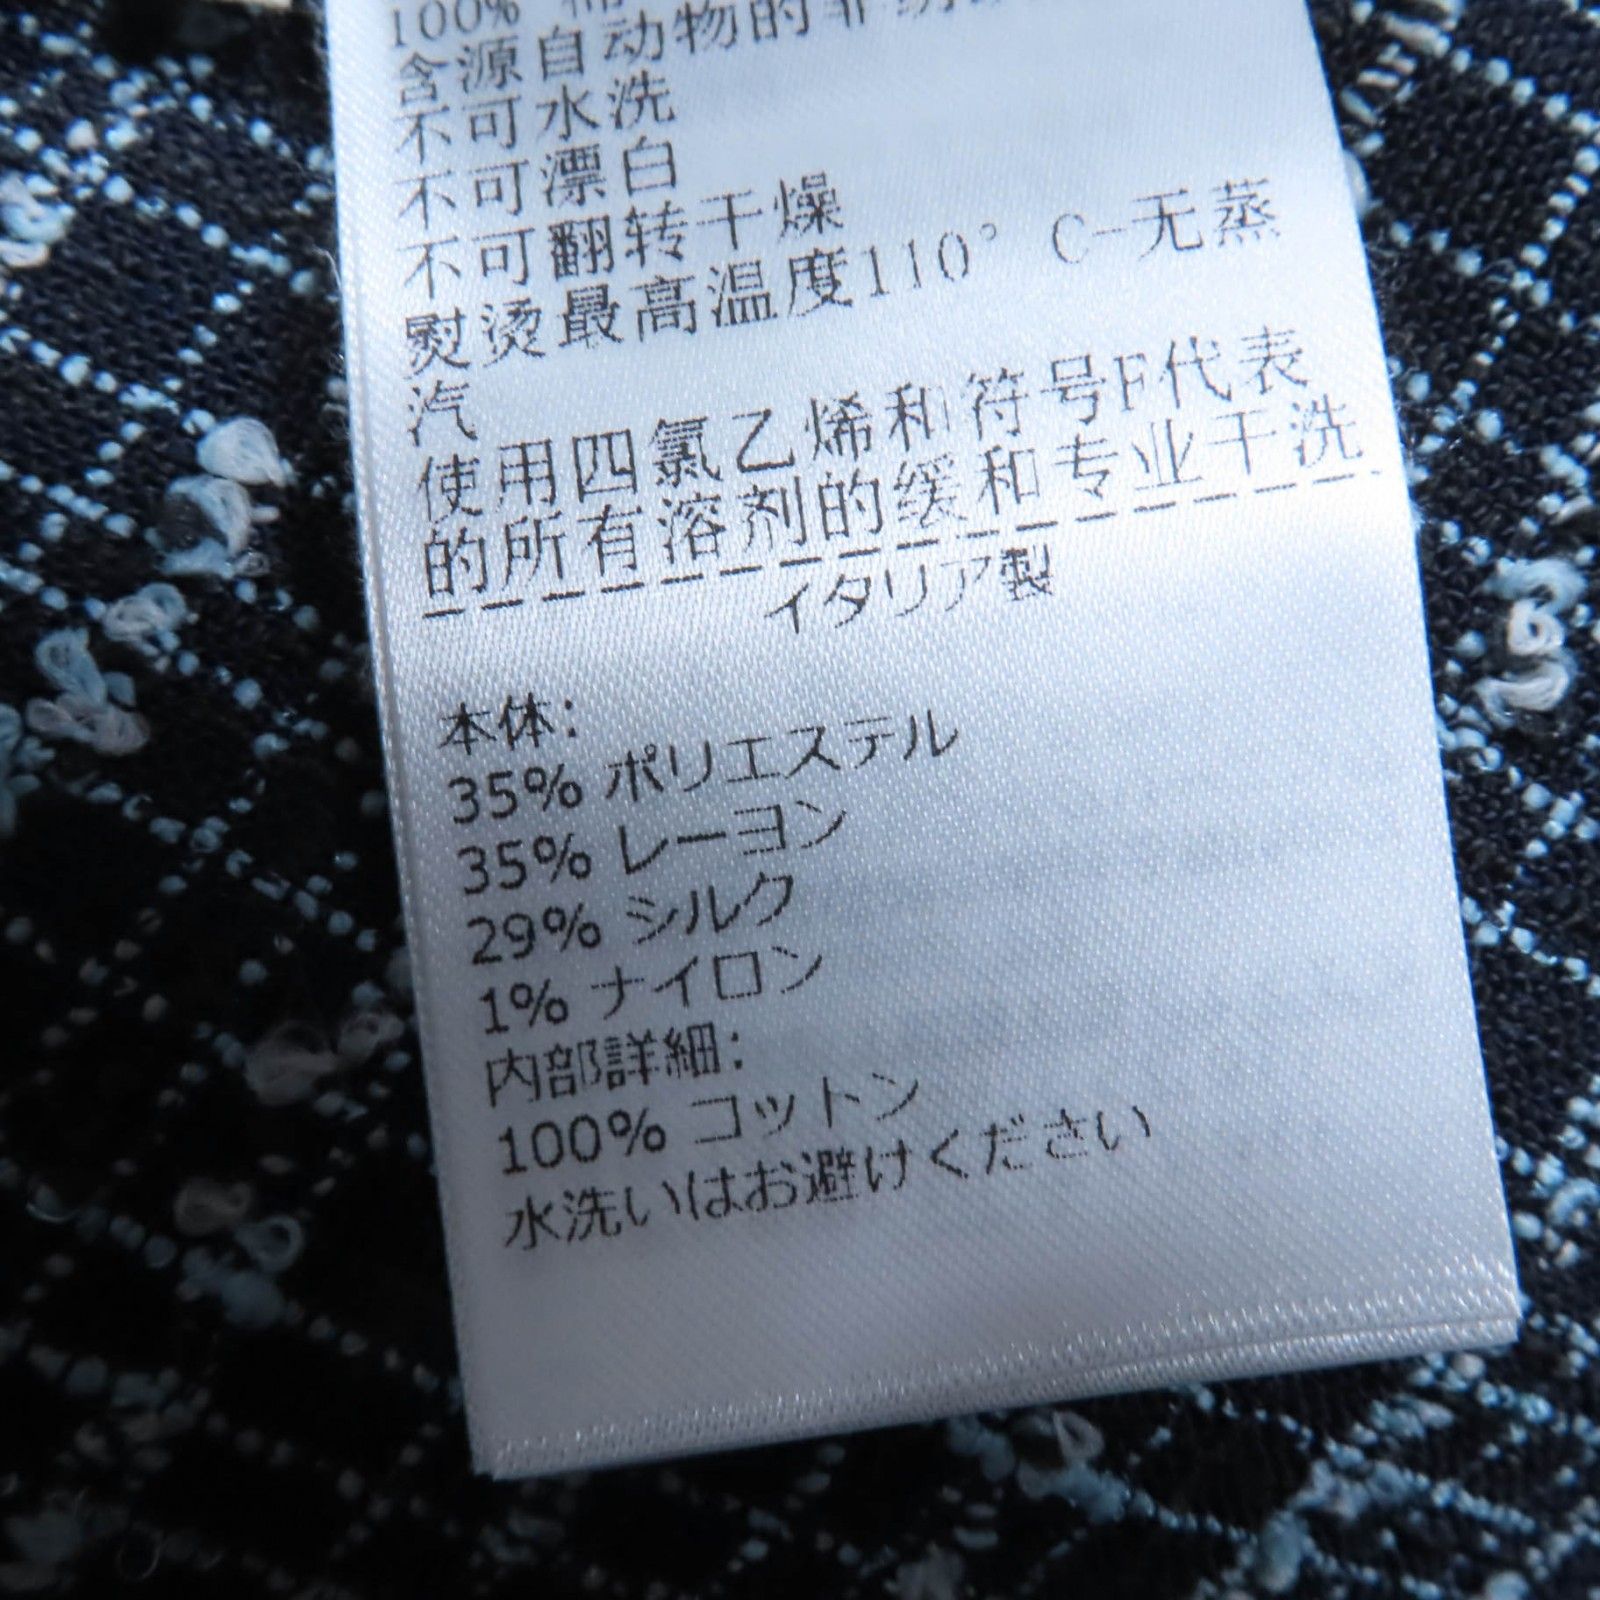 100% 棉
含源自动物的非纺
不可水洗
不可漂白
不可翻转干燥
熨烫最高温度110° C-无蒸
汽
使用四氯乙烯和符号F代表
的所有溶剂的缓和专业干洗
--------------------
イタリア製
本体:
35% ポリエステル
35% レーヨン
29% シルク
1% ナイロン
内部詳細:
100% コットン
水洗いはお避けください